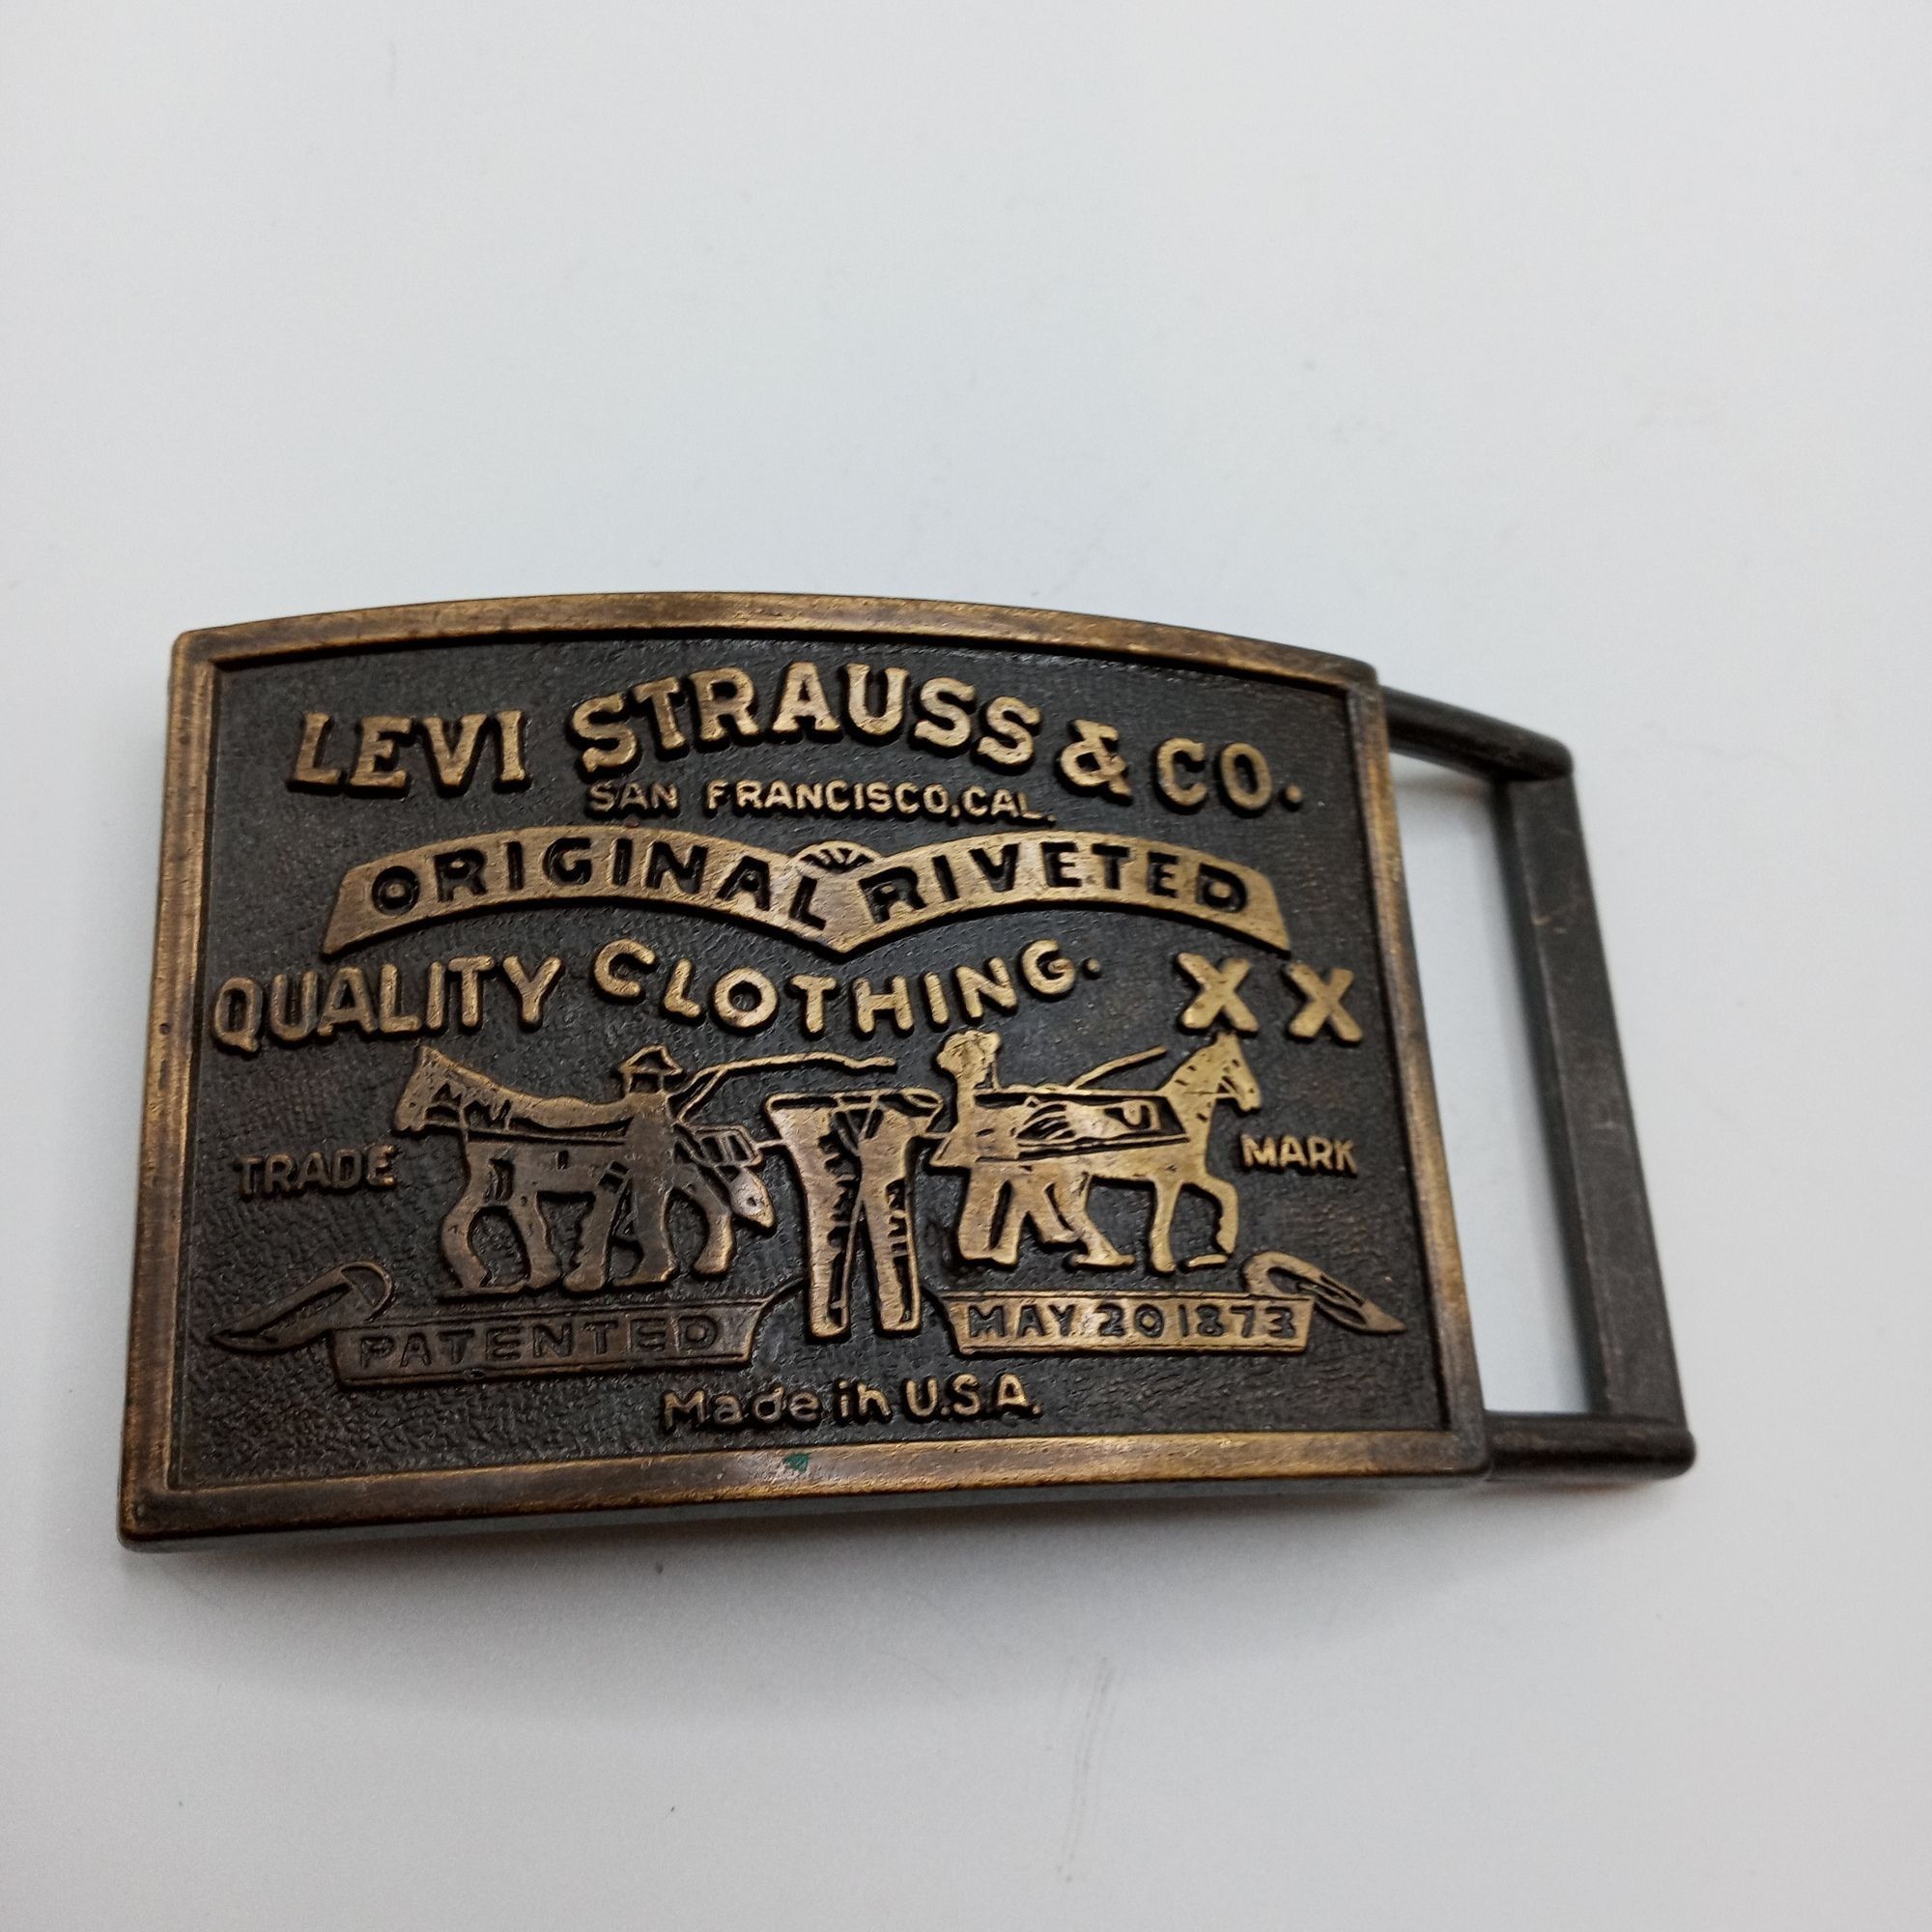 LEVI STRAUSS & CO.
SAN FRANCISCO, CAL.
ORIGINAL RIVETED
QUALITY CLOTHING. XX
TRADE MARK
PATENTED MAY 20 1873
Made in U.S.A.